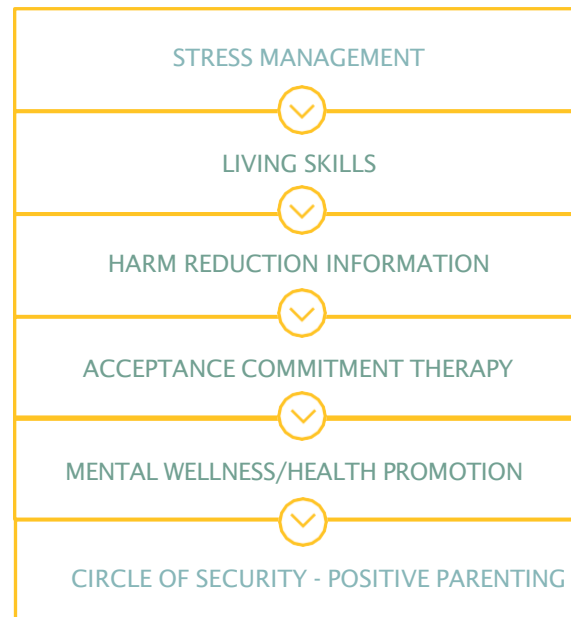 STRESS MANAGEMENT
LIVING SKILLS
HARM REDUCTION INFORMATION
ACCEPTANCE COMMITMENT THERAPY
MENTAL WELLNESS/HEALTH PROMOTION
CIRCLE OF SECURITY - POSITIVE PARENTING